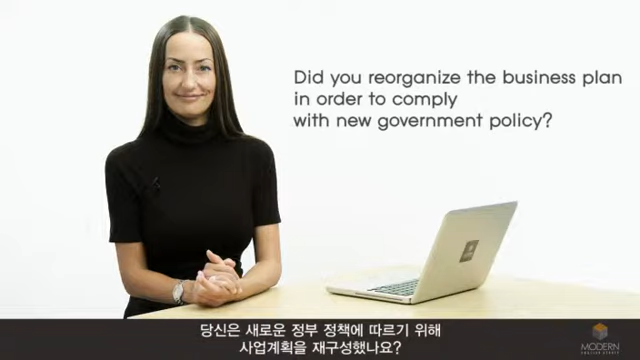 Did you reorganize the business plan
in order to comply
with new government policy?
당신은 새로운 정부 정책에 따르기 위해
사업계획을 재구성했나요?
MODERN